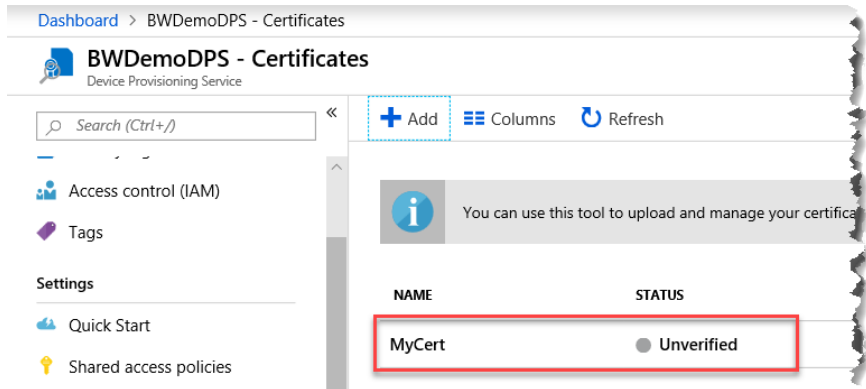 Dashboard > BWDemoDPS - Certificates
BWDemoDPS - Certificates
Device Provisioning Service
Search (Ctrl+/)
«
Access control (IAM)
Tags
Settings
Quick Start
Shared access policies
Add Columns Refresh
You can use this tool to upload and manage your
NAME STATUS
MyCert Unverified